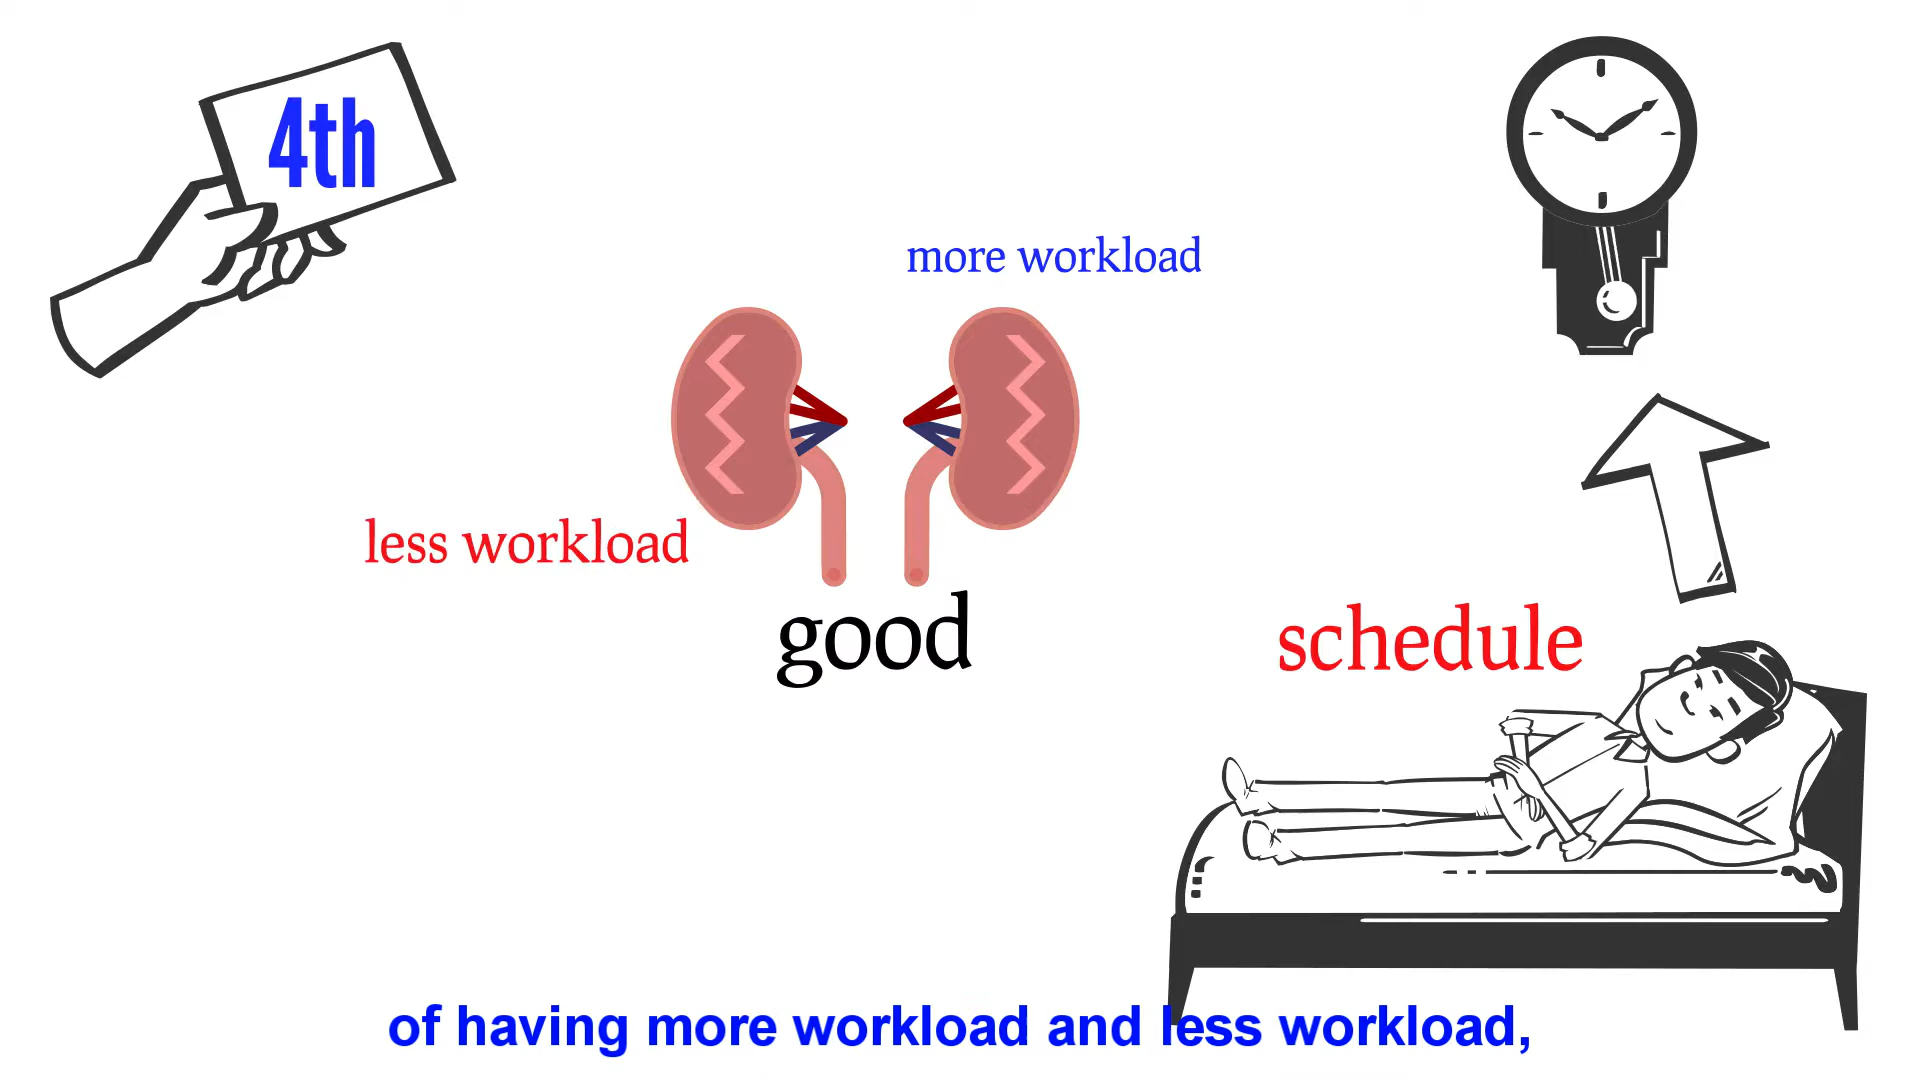 4th
more workload
less workload
good
schedule
of having more workload and less workload,